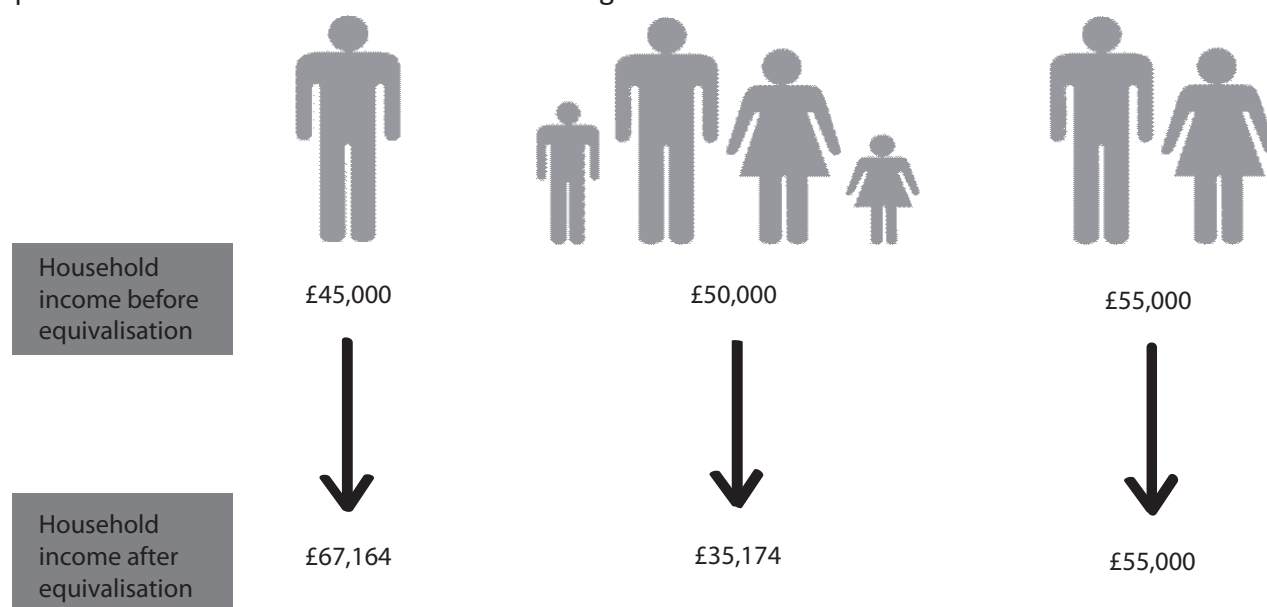 Household
income before
equivalisation
£45,000
£50,000
£55,000
Household
income after
equivalisation
£67,164
£35,174
£55,000